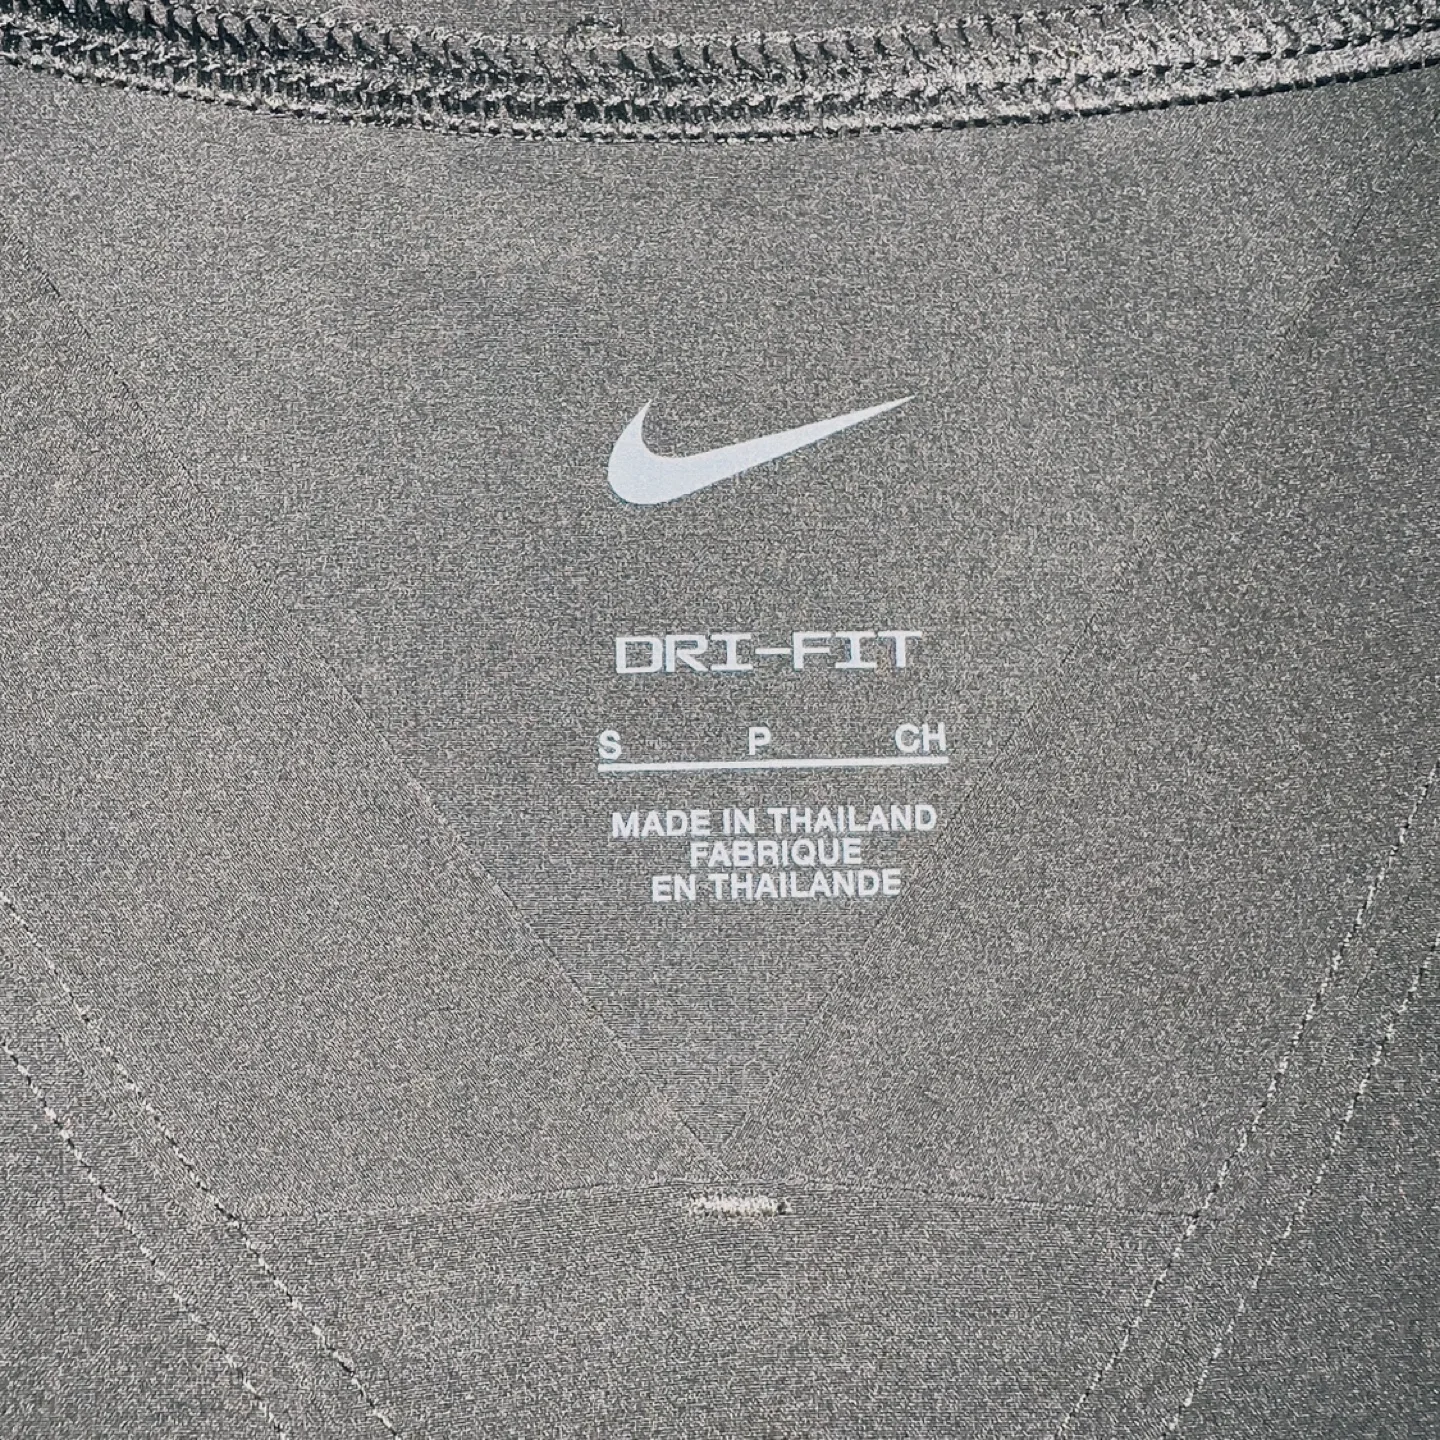 DRI-FIT
S P CH
MADE IN THAILAND
FABRIQUE
EN THAILANDE